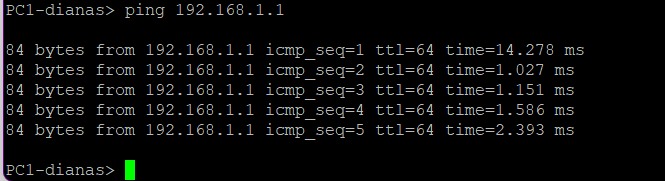 PC1-dianas> ping 192.168.1.1
84 bytes from 192.168.1.1 icmp_seq=1 ttl=64 time=14.278 ms
84 bytes from 192.168.1.1 icmp_seq=2 ttl=64 time=1.027 ms
84 bytes from 192.168.1.1 icmp_seq=3 ttl=64 time=1.151 ms
84 bytes from 192.168.1.1 icmp_seq=4 ttl=64 time=1.586 ms
84 bytes from 192.168.1.1 icmp_seq=5 ttl=64 time=2.393 ms
PC1-dianas>